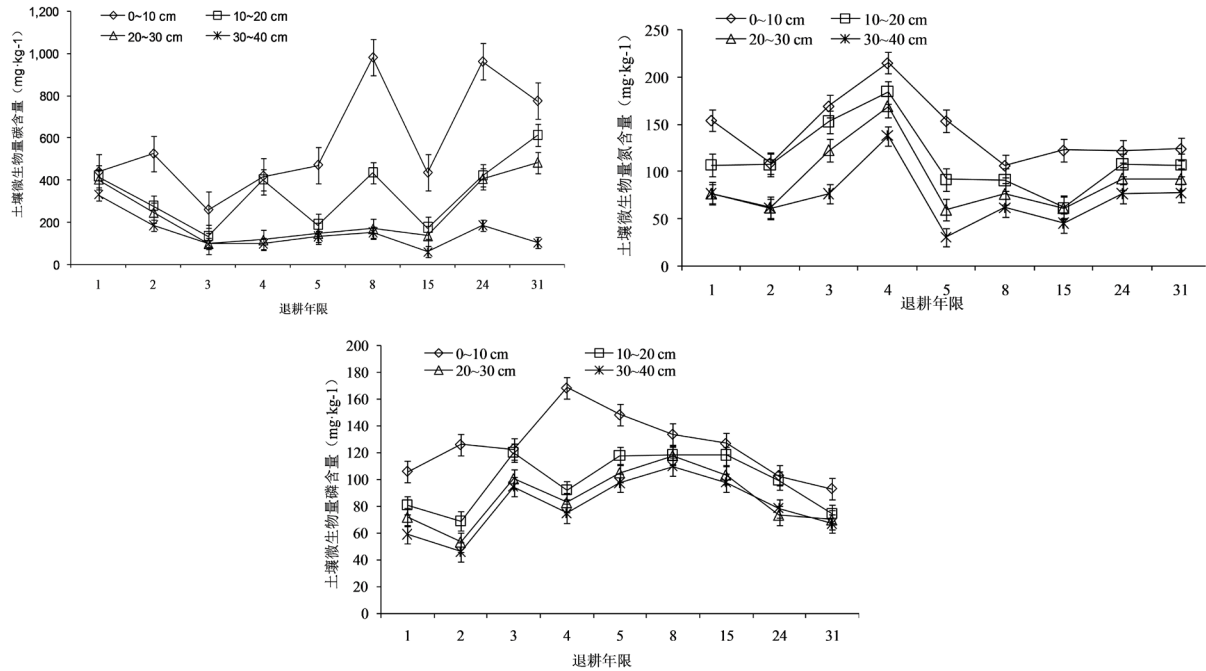 0~10 cm 10~20 cm
20~30 cm 30~40 cm
土壤微生物量碳含量（mg·kg-1）
1,200
1,000
800
600
400
200
0
1 2 3 4 5 8 15 24 31
退耕年限
0~10 cm 10~20 cm
20~30 cm 30~40 cm
土壤微生物量氮含量（mg·kg-1）
250
200
150
100
50
0
1 2 3 4 5 8 15 24 31
退耕年限
0~10 cm 10~20 cm
20~30 cm 30~40 cm
土壤微生物量磷含量（mg·kg-1）
200
180
160
140
120
100
80
60
40
20
0
1 2 3 4 5 8 15 24 31
退耕年限